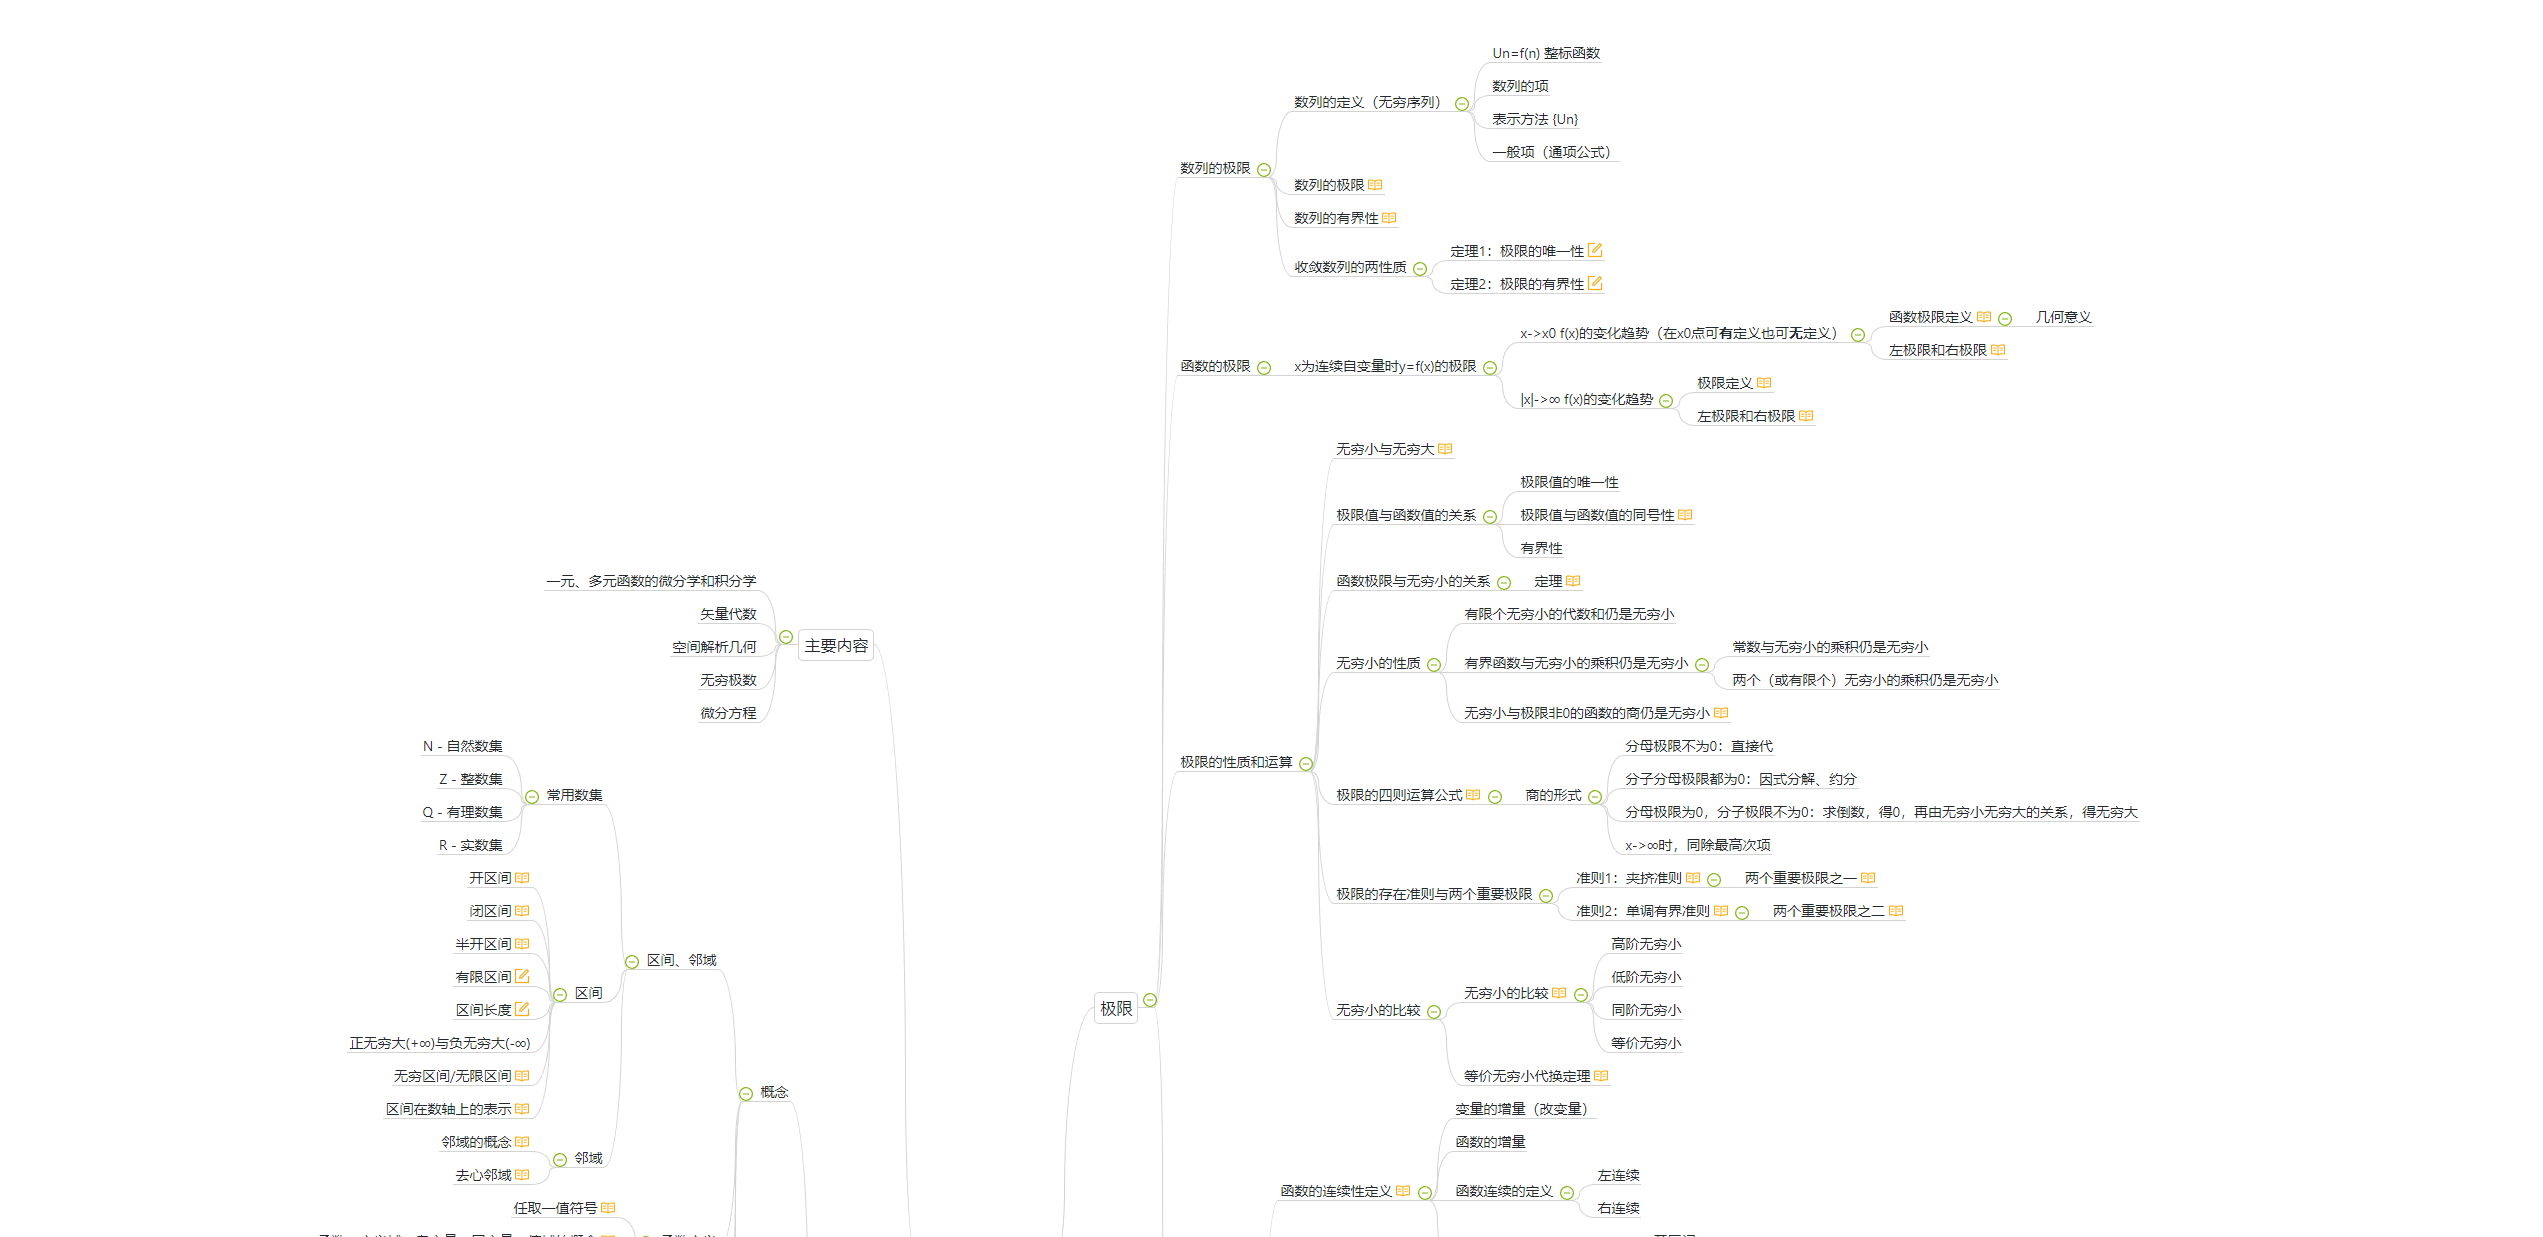 Un=f(n) 整标函数
数列的项
数列的定义（无穷序列）
表示方法 {Un}
一般项（通项公式）
数列的极限
数列的极限
数列的有界性
定理1：极限的唯一性
收敛数列的两性质
定理2：极限的有界性
函数极限定义
几何意义
x->x0 f(x)的变化趋势（在x0点可有定义也可无定义）
左极限和右极限
函数的极限
x为连续自变量时y=f(x)的极限
极限定义
|x|->∞ f(x)的变化趋势
左极限和右极限
无穷小与无穷大
极限值的唯一性
极限值与函数值的关系
极限值与函数值的同号性
有界性
函数极限与无穷小的关系
定理
有限个无穷小的代数和仍是无穷小
常数与无穷小的乘积仍是无穷小
无穷小的性质
有界函数与无穷小的乘积仍是无穷小
两个（或有限个）无穷小的乘积仍是无穷小
无穷小与极限非0的函数的商仍是无穷小
极限的性质和运算
分母极限不为0：直接代
分子分母极限都为0：因式分解、约分
极限的四则运算公式
商的形式
分母极限为0，分子极限不为0：求倒数，得0，再由无穷小无穷大的关系，得无穷大
x->∞时，同除最高次项
准则1：夹挤准则
两个重要极限之一
极限的存在准则与两个重要极限
准则2：单调有界准则
两个重要极限之二
高阶无穷小
低阶无穷小
无穷小的比较
无穷小的比较
同阶无穷小
等价无穷小
等价无穷小代换定理
极限
变量的增量（改变量）
函数的增量
左连续
函数的连续性定义
函数连续的定义
右连续
一元、多元函数的微分学和积分学
矢量代数
主要内容
空间解析几何
无穷极数
微分方程
N - 自然数集
Z - 整数集
常用数集
Q - 有理数集
R - 实数集
开区间
闭区间
半开区间
区间、邻域
有限区间
区间
区间长度
正无穷大(+∞)与负无穷大(-∞)
无穷区间/无限区间
概念
区间在数轴上的表示
邻域的概念
邻域
去心邻域
任取一值符号